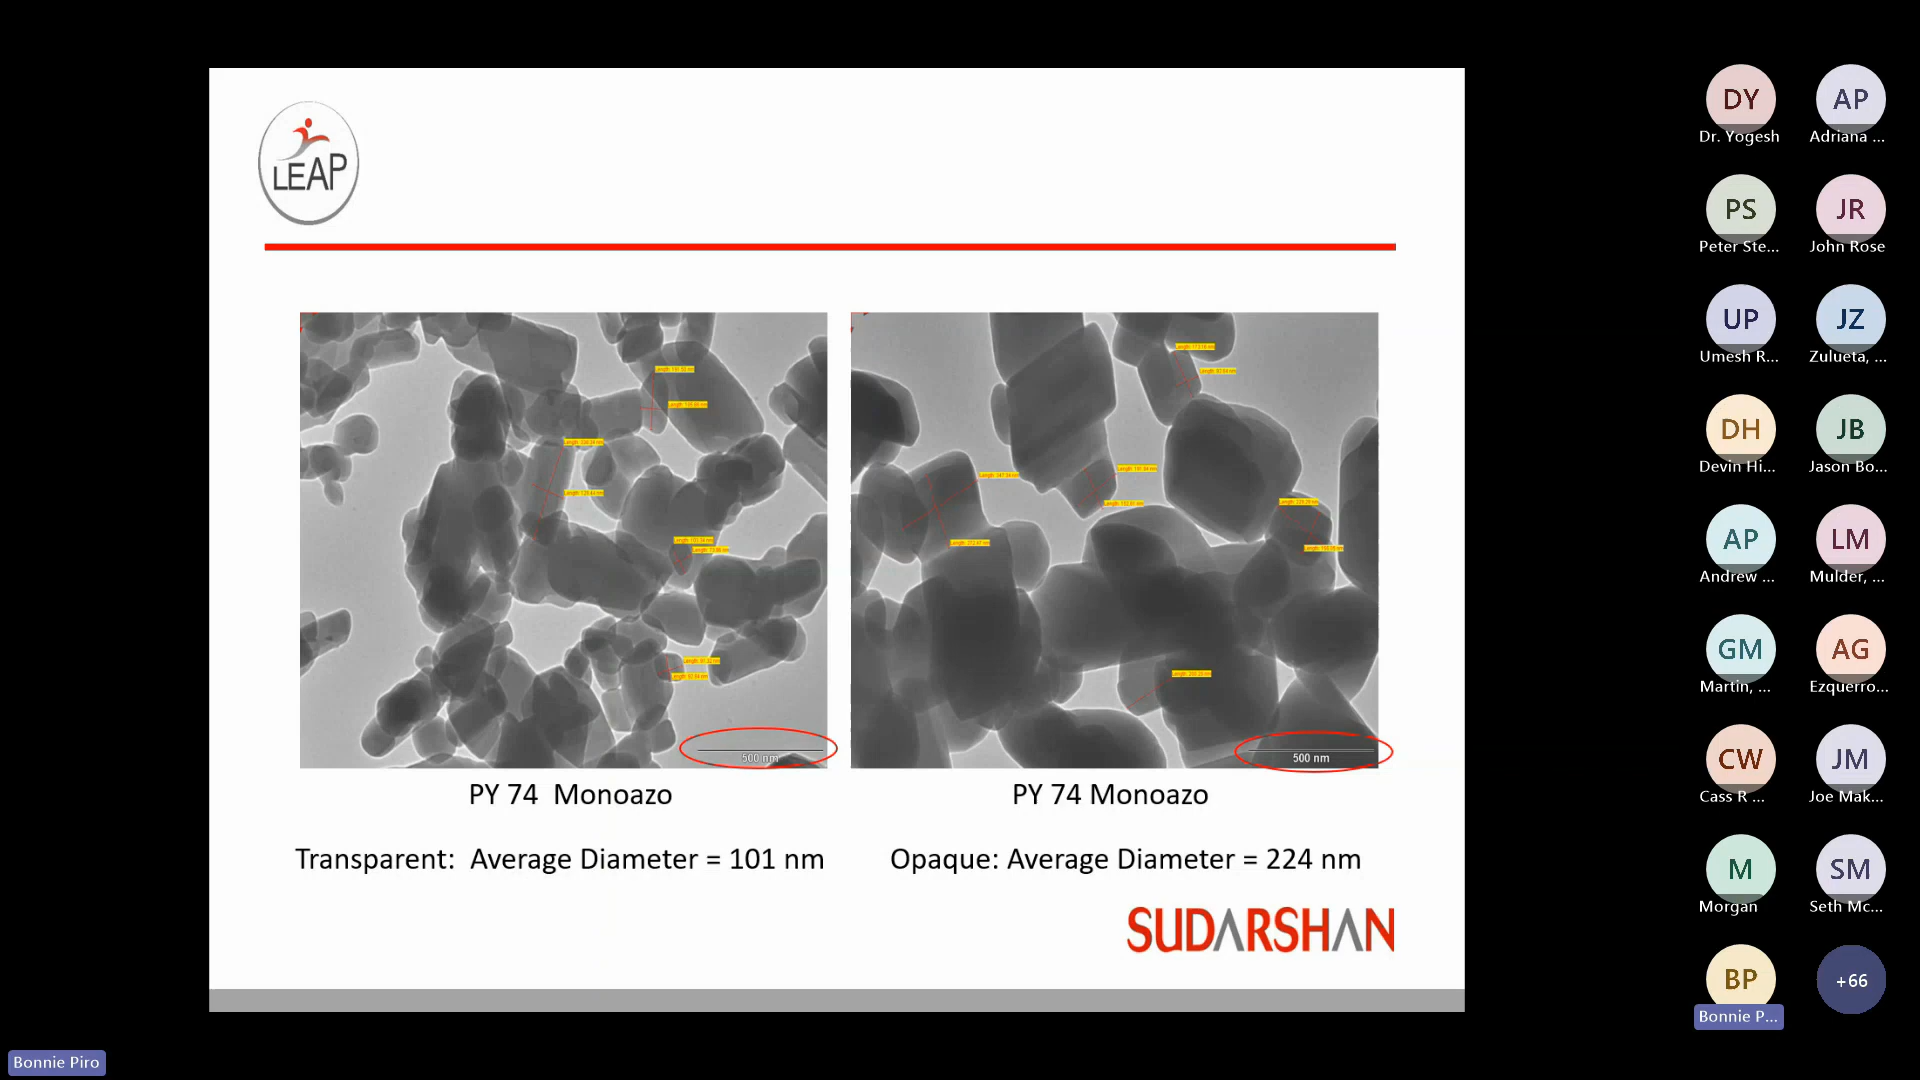 LEAP
500 nm
500 nm
PY 74  Monoazo
PY 74 Monoazo
Transparent:  Average Diameter = 101 nm
Opaque: Average Diameter = 224 nm
SUDARSHAN
DY
Dr. Yogesh
AP
Adriana ...
PS
Peter Ste...
JR
John Rose
UP
Umesh R...
JZ
Zulueta, ...
DH
Devin Hi...
JB
Jason Bo...
AP
Andrew ...
LM
Mulder, ...
GM
Martin, ...
AG
Ezquerro...
CW
Cass R ...
JM
Joe Mak...
M
Morgan
SM
Seth Mc...
BP
Bonnie P...
+66
Bonnie Piro